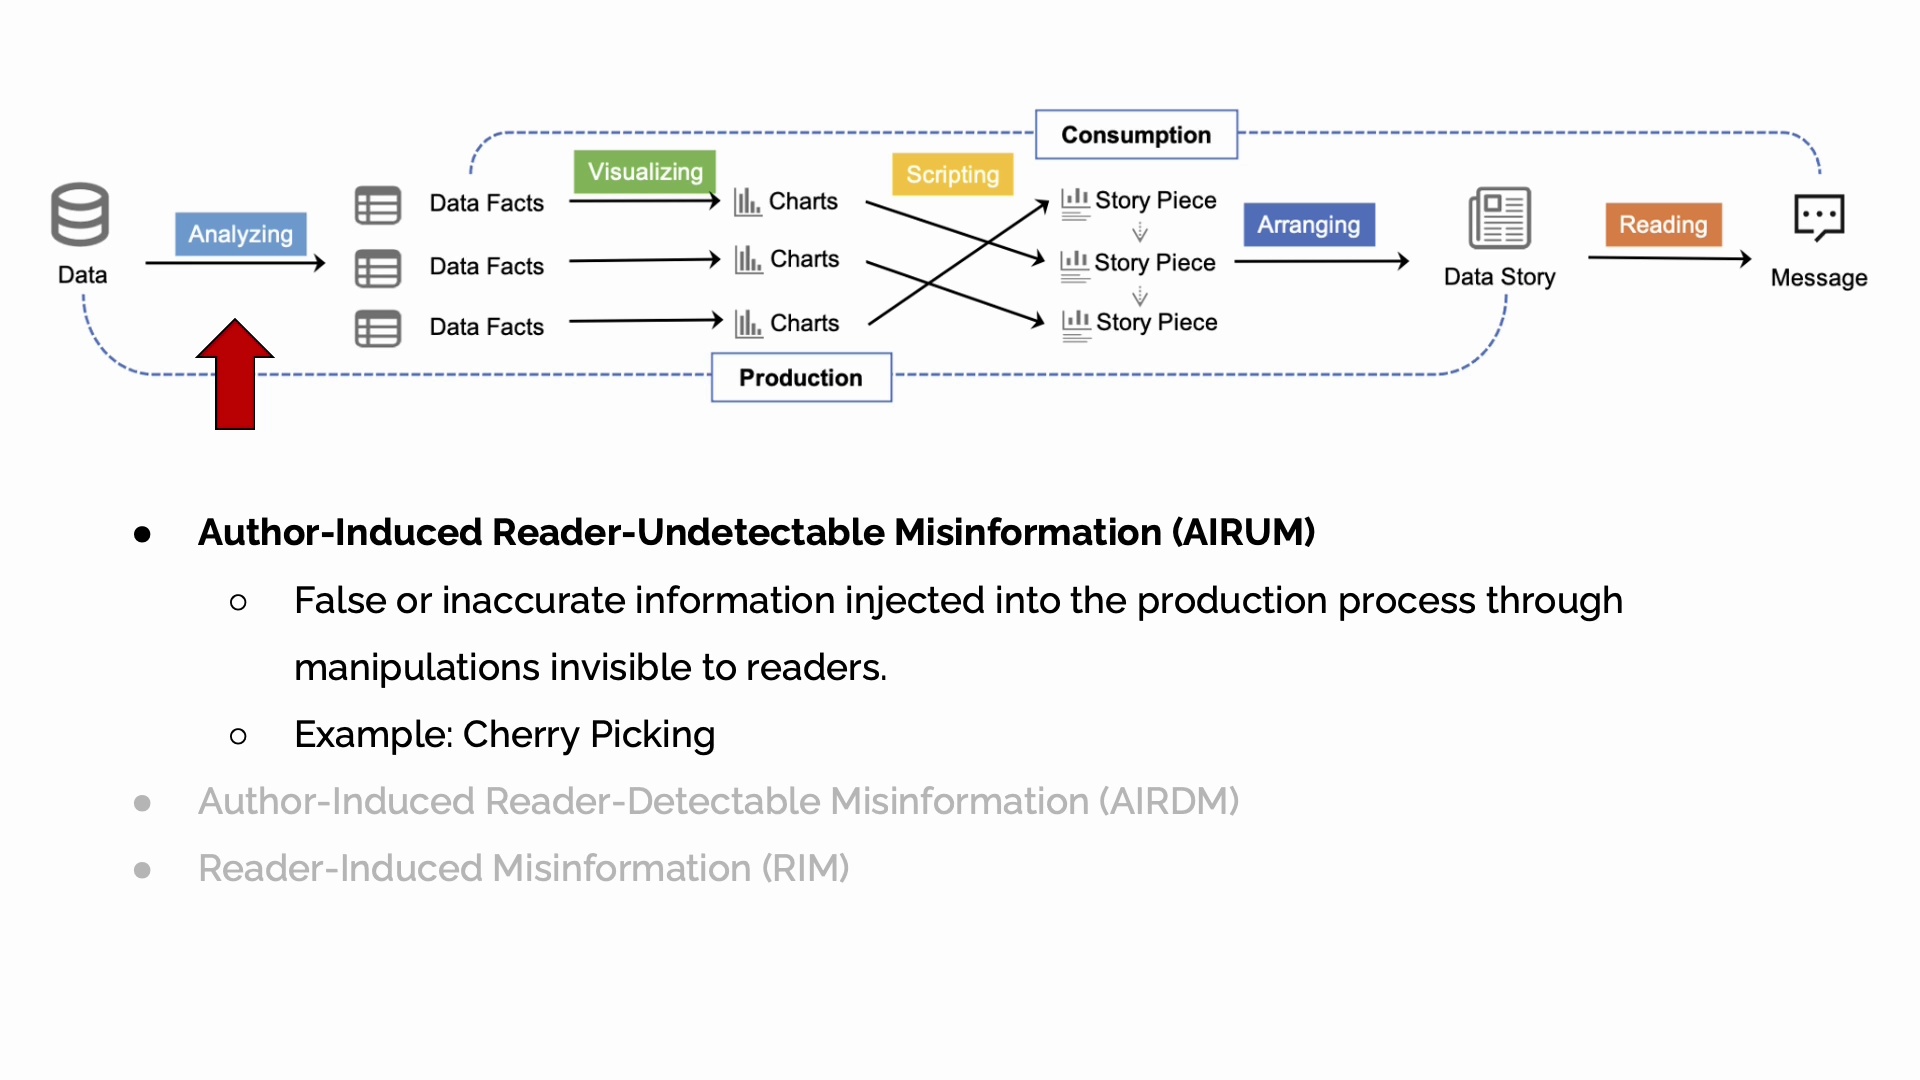 Consumption
Visualizing
Scripting
Data Facts
Charts
Story Piece
Analyzing
Arranging
Reading
Data
Data Facts
Charts
Story Piece
Data Story
Message
Data Facts
Charts
Story Piece
Production
● Author-Induced Reader-Undetectable Misinformation (AIRUM)
○ False or inaccurate information injected into the production process through
manipulations invisible to readers.
○ Example: Cherry Picking
● Author-Induced Reader-Detectable Misinformation (AIRDM)
● Reader-Induced Misinformation (RIM)